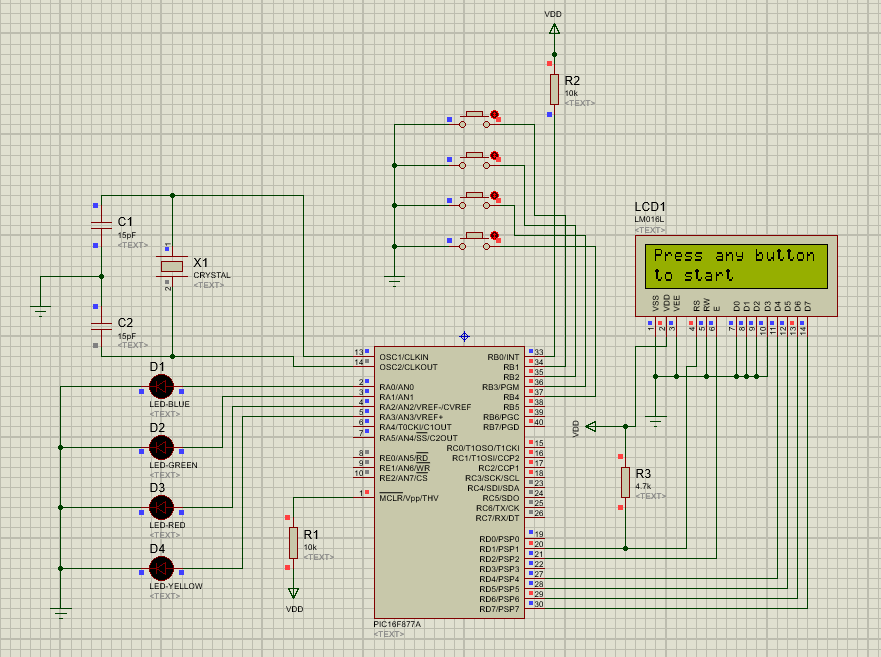 VDD
R2
10k
<TEXT>
C1
15pF
<TEXT>
X1
CRYSTAL
<TEXT>
1
2
C2
15pF
<TEXT>
LCD1
LM016L
<TEXT>
Press any button
to start
VSS
VDD
VEE
RS
RW
E
D0
D1
D2
D3
D4
D5
D6
D7
1
2
3
4
5
6
7
8
9
10
11
12
13
14
D1
LED-BLUE
<TEXT>
D2
LED-GREEN
<TEXT>
D3
LED-RED
<TEXT>
D4
LED-YELLOW
<TEXT>
R1
10k
<TEXT>
VDD
13 OSC1/CLKIN
14 OSC2/CLKOUT
2 RA0/AN0
3 RA1/AN1
4 RA2/AN2/VREF-/CVREF
5 RA3/AN3/VREF+
6 RA4/T0CKI/C1OUT
7 RA5/AN4/SS/C2OUT
8 RE0/AN5/RD
9 RE1/AN6/WR
10 RE2/AN7/CS
1 MCLR/Vpp/THV
RB0/INT 33
RB1 34
RB2 35
RB3/PGM 36
RB4 37
RB5 38
RB6/PGC 39
RB7/PGD 40
RC0/T1OSO/T1CKI 15
RC1/T1OSI/CCP2 16
RC2/CCP1 17
RC3/SCK/SCL 18
RC4/SDI/SDA 23
RC5/SDO 24
RC6/TX/CK 25
RC7/RX/DT 26
RD0/PSP0 19
RD1/PSP1 20
RD2/PSP2 21
RD3/PSP3 22
RD4/PSP4 27
RD5/PSP5 28
RD6/PSP6 29
RD7/PSP7 30
PIC16F877A
<TEXT>
VDD
R3
4.7k
<TEXT>